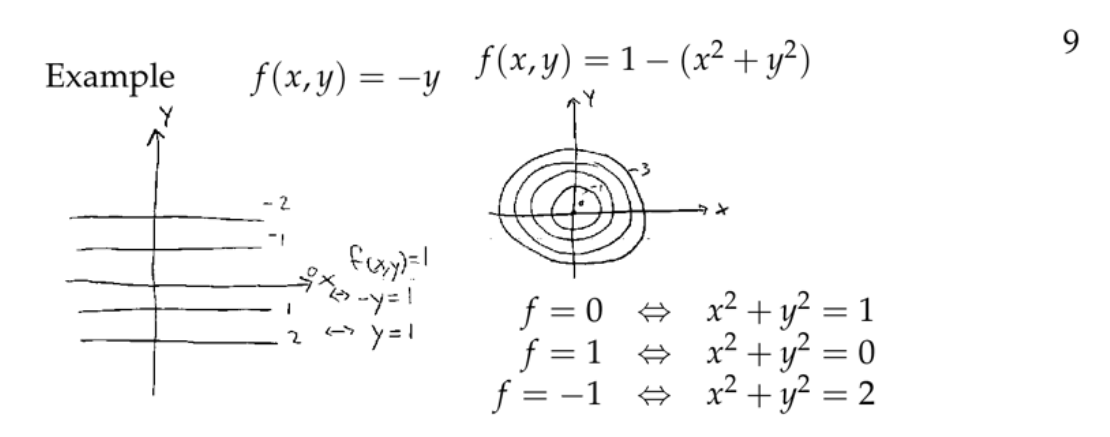 Example f(x, y) = −y f(x, y) = 1 − (x² + y²) 9
Y
-2
-1
0
x
1
2
f(x,y)=1
⇔ -y=1
⇔ y=1
Y
-3
-1
x
f = 0 ⇔ x² + y² = 1
f = 1 ⇔ x² + y² = 0
f = −1 ⇔ x² + y² = 2